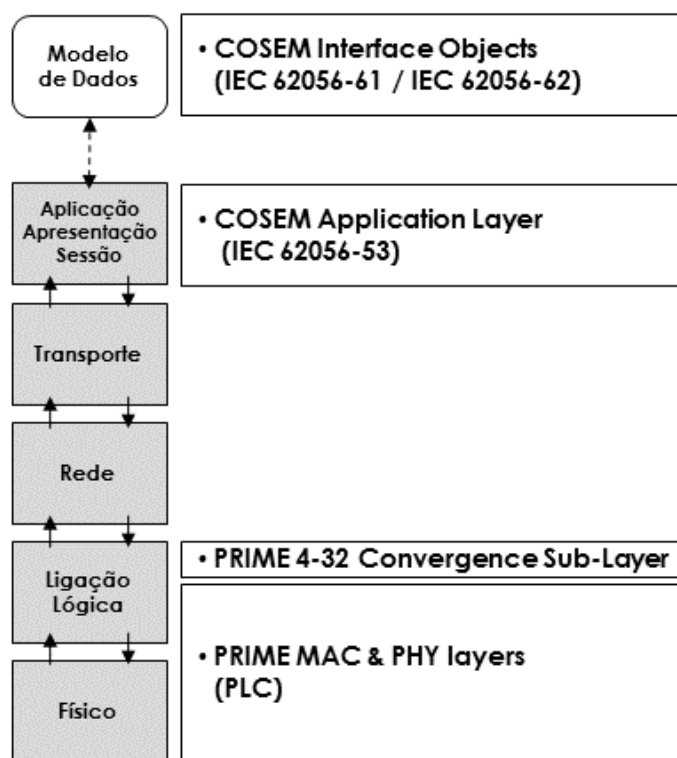 Modelo
de Dados
• COSEM Interface Objects
(IEC 62056-61 / IEC 62056-62)
Aplicação
Apresentação
Sessão
• COSEM Application Layer
(IEC 62056-53)
Transporte
Rede
Ligação
Lógica
• PRIME 4-32 Convergence Sub-Layer
• PRIME MAC & PHY layers
(PLC)
Físico